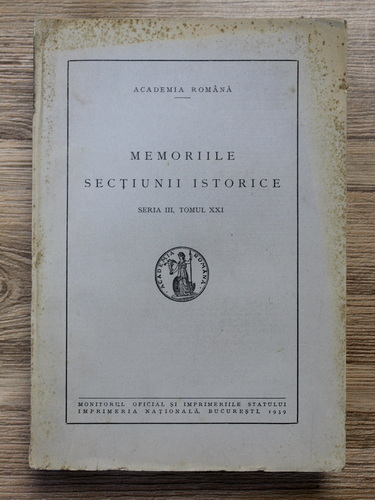 ACADEMIA ROMÂNĂ
MEMORIILE
SECȚIUNII ISTORICE
SERIA III, TOMUL XXI
ACADEMIA ROMÂNĂ
MONITORUL OFICIAL ȘI IMPRIMERIILE STATULUI
IMPRIMERIA NAȚIONALĂ, BUCUREȘTI, 1939